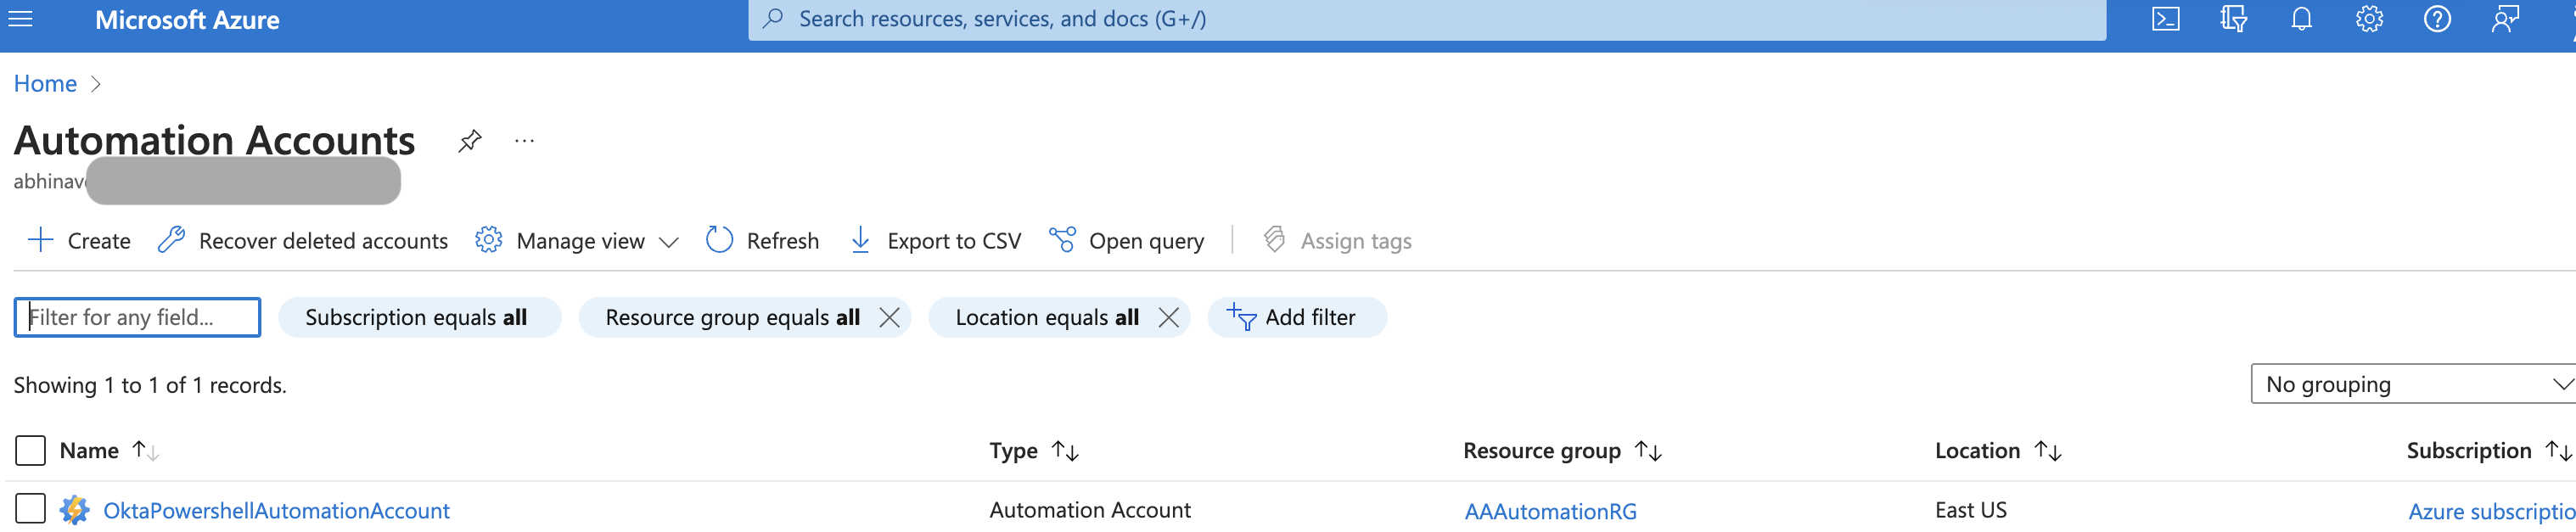 Microsoft Azure
Search resources, services, and docs (G+/)
Home
Automation Accounts
Create
Recover deleted accounts
Manage view
Refresh
Export to CSV
Open query
Assign tags
Filter for any field...
Subscription equals all
Resource group equals all
Location equals all
Add filter
Showing 1 to 1 of 1 records.
No grouping
Name Type Resource group Location Subscription
OktaPowershellAutomationAccount Automation Account AAAutomationRG East US Azure